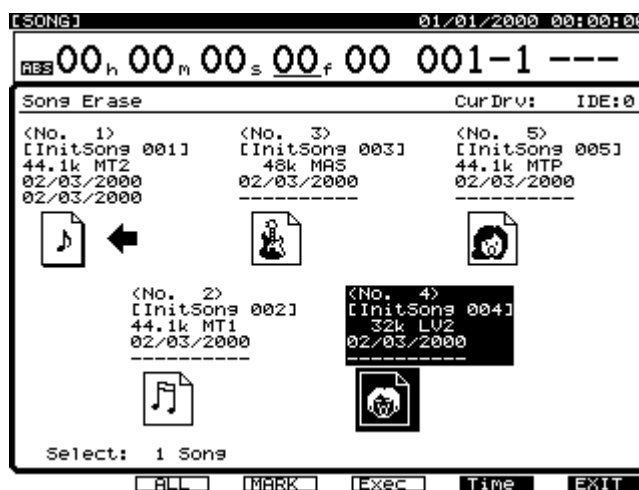 [SONG] 01/01/2000 00:00:00
ABS 00h 00m 00s 00f 00 001-1 ---
Song Erase CurDrv: IDE:0
<No. 1> <No. 3> <No. 5>
[InitSong 001] [InitSong 003] [InitSong 005]
44.1k MT2 48k MAS 44.1k MTP
02/03/2000 02/03/2000 02/03/2000
02/03/2000 ---------- ----------
<No. 2> <No. 4>
[InitSong 002] [InitSong 004]
44.1k MT1 32k LV2
02/03/2000 02/03/2000
---------- ----------
Select: 1 Song
ALL MARK Exec Time EXIT